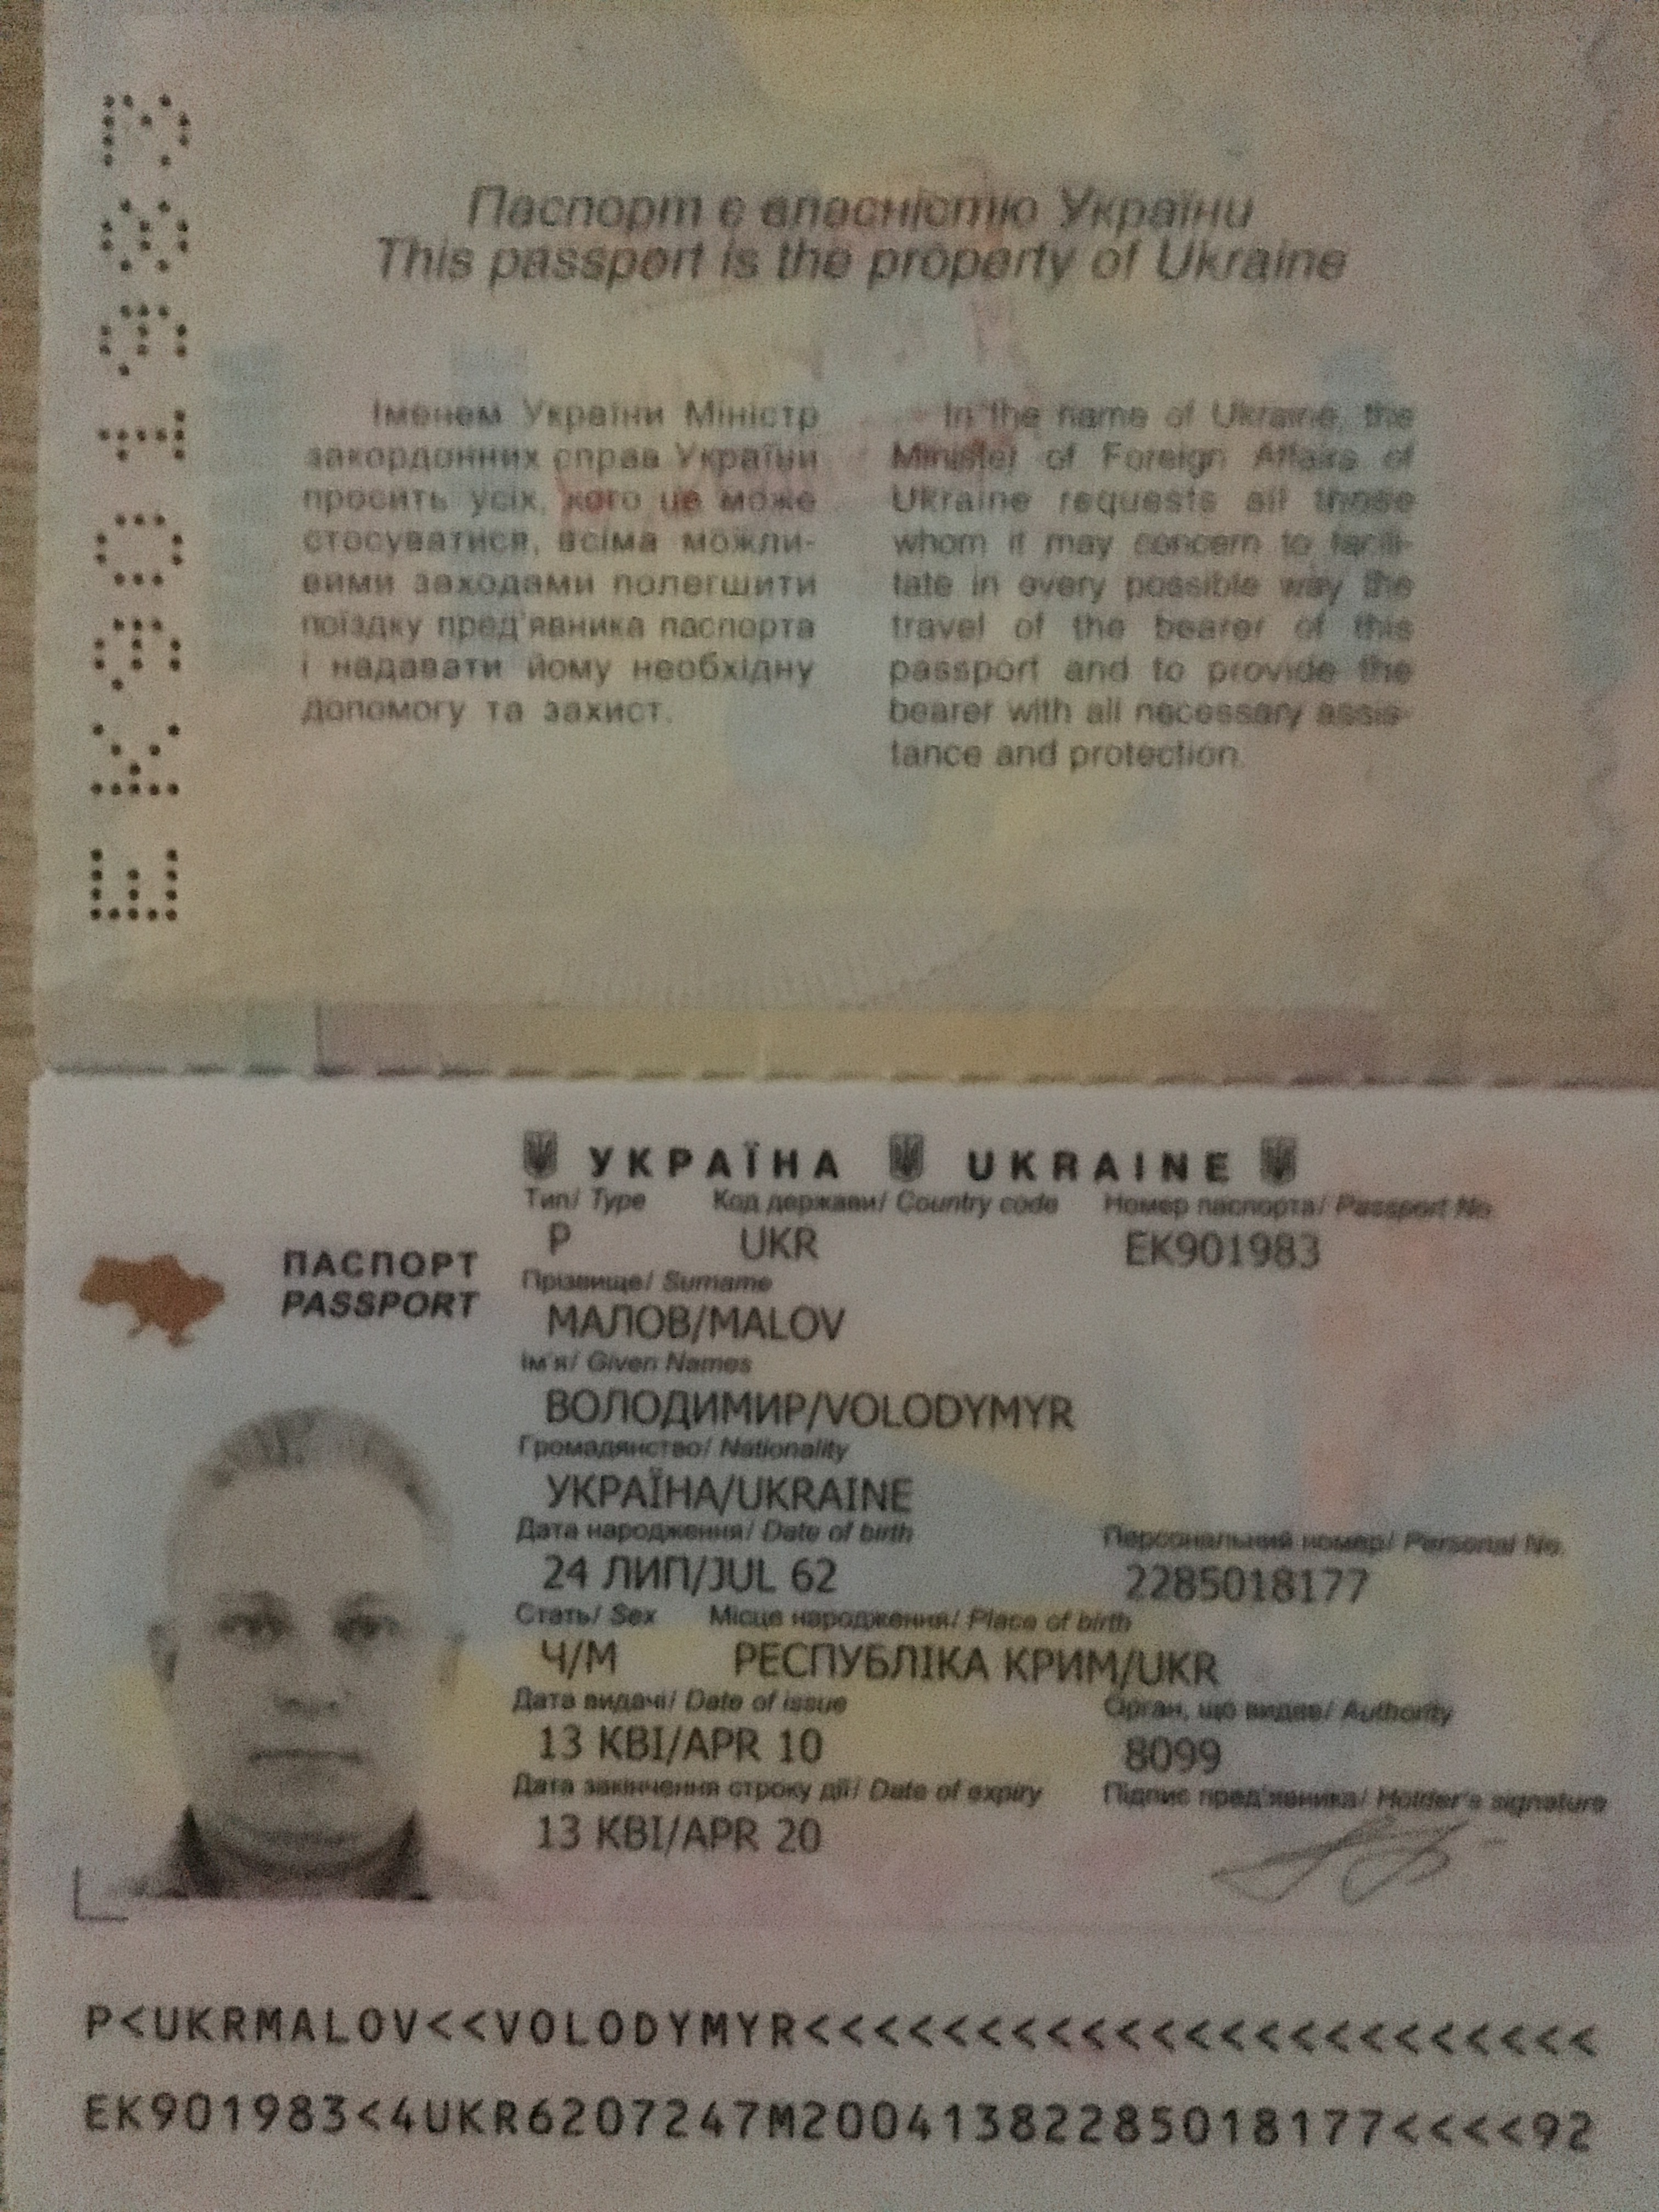 Паспорт є власністю України
This passport is the property of Ukraine
Іменем України Міністр
закордонних справ України
просить усіх, кого це може
стосуватися, всіма можли-
вими заходами полегшити
поїздку пред'явника паспорта
і надавати йому необхідну
допомогу та захист.
In the name of Ukraine, the
Minister of Foreign Affairs of
Ukraine requests all those
whom it may concern to facili-
tate in every possible way the
travel of the bearer of this
passport and to provide the
bearer with all necessary assis-
tance and protection.
EK901983
УКРАЇНА UKRAINE
Тип/ Type Код держави/ Country code Номер паспорта/ Passport No.
P UKR EK901983
ПАСПОРТ
PASSPORT
Прізвище/ Surname
МАЛОВ/MALOV
Ім'я/ Given Names
ВОЛОДИМИР/VOLODYMYR
Громадянство/ Nationality
УКРАЇНА/UKRAINE
Дата народження/ Date of birth Персональний номер/ Personal No.
24 ЛИП/JUL 62 2285018177
Стать/ Sex Місце народження/ Place of birth
Ч/M РЕСПУБЛІКА КРИМ/UKR
Дата видачі/ Date of issue Орган, що видав/ Authority
13 КВІ/APR 10 8099
Дата закінчення строку дії/ Date of expiry Підпис пред'явника/ Holder's signature
13 КВІ/APR 20
P<UKRMALOV<<VOLODYMYR<<<<<<<<<<<<<<<<<<<<<<<
EK901983<4UKR6207247M20041382285018177<<<<92